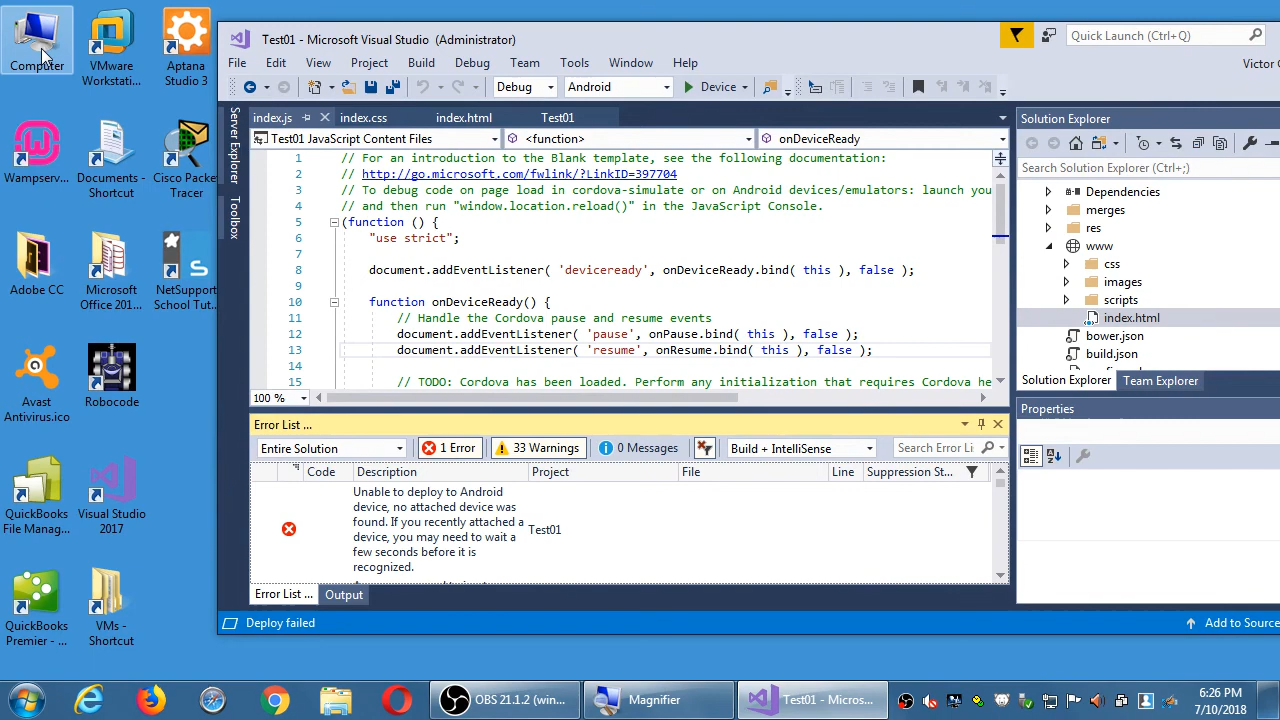 Computer
VMware
Workstati...
Aptana
Studio 3
Wampserv...
Documents -
Shortcut
Cisco Packet
Tracer
Adobe CC
Microsoft
Office 201...
NetSupport
School Tut...
Avast
Antivirus.ico
Robocode
QuickBooks
File Manag...
Visual Studio
2017
QuickBooks
Premier - ...
VMs -
Shortcut
Test01 - Microsoft Visual Studio (Administrator)
Quick Launch (Ctrl+Q)
File Edit View Project Build Debug Team Tools Window Help
Victor
Debug Android Device
Server Explorer
Toolbox
index.js index.css index.html Test01
Test01 JavaScript Content Files <function> onDeviceReady
1 // For an introduction to the Blank template, see the following documentation:
2 // http://go.microsoft.com/fwlink/?LinkID=397704
3 // To debug code on page load in cordova-simulate or on Android devices/emulators: launch you
4 // and then run "window.location.reload()" in the JavaScript Console.
5 (function () {
6 "use strict";
7
8 document.addEventListener( 'deviceready', onDeviceReady.bind( this ), false );
9
10 function onDeviceReady() {
11 // Handle the Cordova pause and resume events
12 document.addEventListener( 'pause', onPause.bind( this ), false );
13 document.addEventListener( 'resume', onResume.bind( this ), false );
14
15 // TODO: Cordova has been loaded. Perform any initialization that requires Cordova he
100 %
Solution Explorer
Search Solution Explorer (Ctrl+;)
Dependencies
merges
res
www
css
images
scripts
index.html
bower.json
build.json
Solution Explorer Team Explorer
Properties
Error List ...
Entire Solution 1 Error 33 Warnings 0 Messages Build + IntelliSense Search Error Li
Code Description Project File Line Suppression St...
Unable to deploy to Android
device, no attached device was
found. If you recently attached a
device, you may need to wait a
few seconds before it is
recognized.
Test01
Error List ... Output
Deploy failed
Add to Source
OBS 21.1.2 (win...
Magnifier
Test01 - Micros...
6:26 PM
7/10/2018